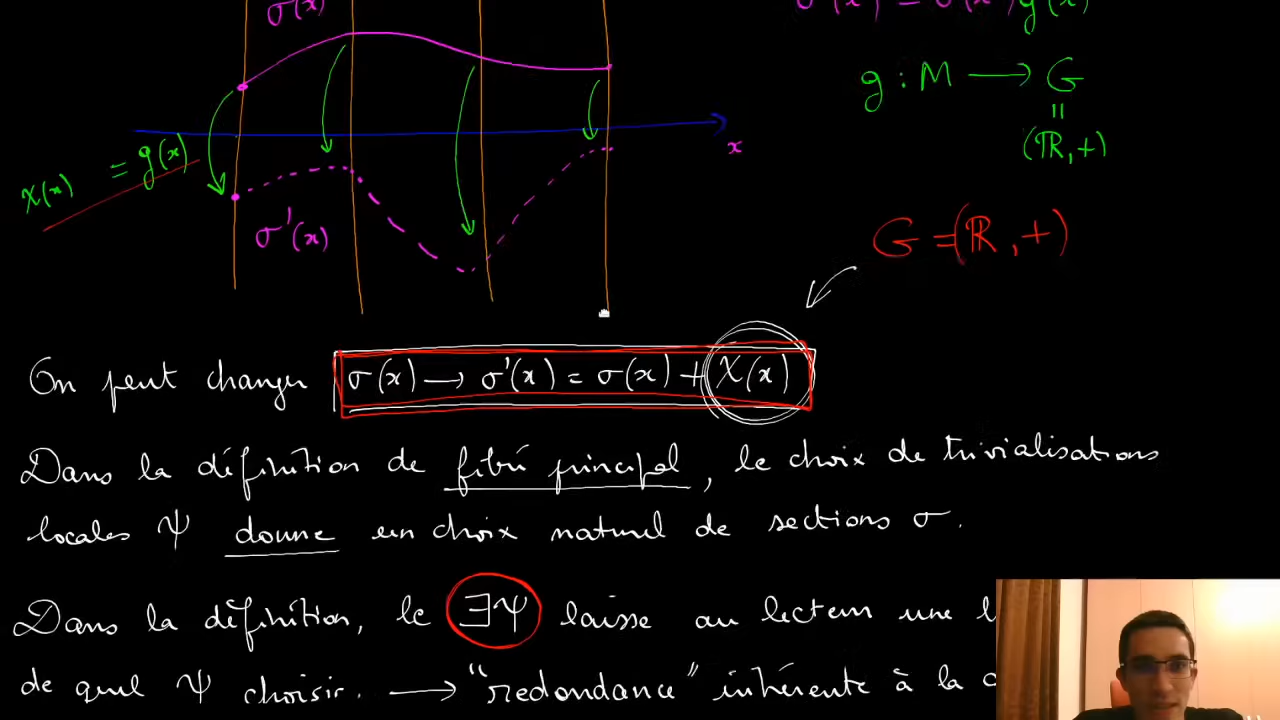 σ(x)
g : M → G
=
(ℝ, +)
χ(x) = g(x)
x
σ'(x)
G = (ℝ, +)
On peut changer σ(x) → σ'(x) = σ(x) + χ(x)
Dans la définition de fibré principal, le choix de trivialisations
locales Ψ donne un choix naturel de sections σ.
Dans la définition, le ∃Ψ laisse au lecteur une
de quel Ψ choisir. → "redondance" inhérente à la